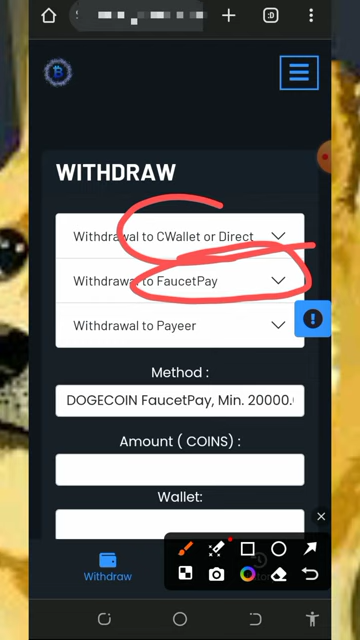 :D
WITHDRAW
Withdrawal to CWallet or Direct
Withdrawal to FaucetPay
Withdrawal to Payeer
Method :
DOGECOIN FaucetPay, Min. 20000.
Amount ( COINS) :
Wallet:
Withdraw